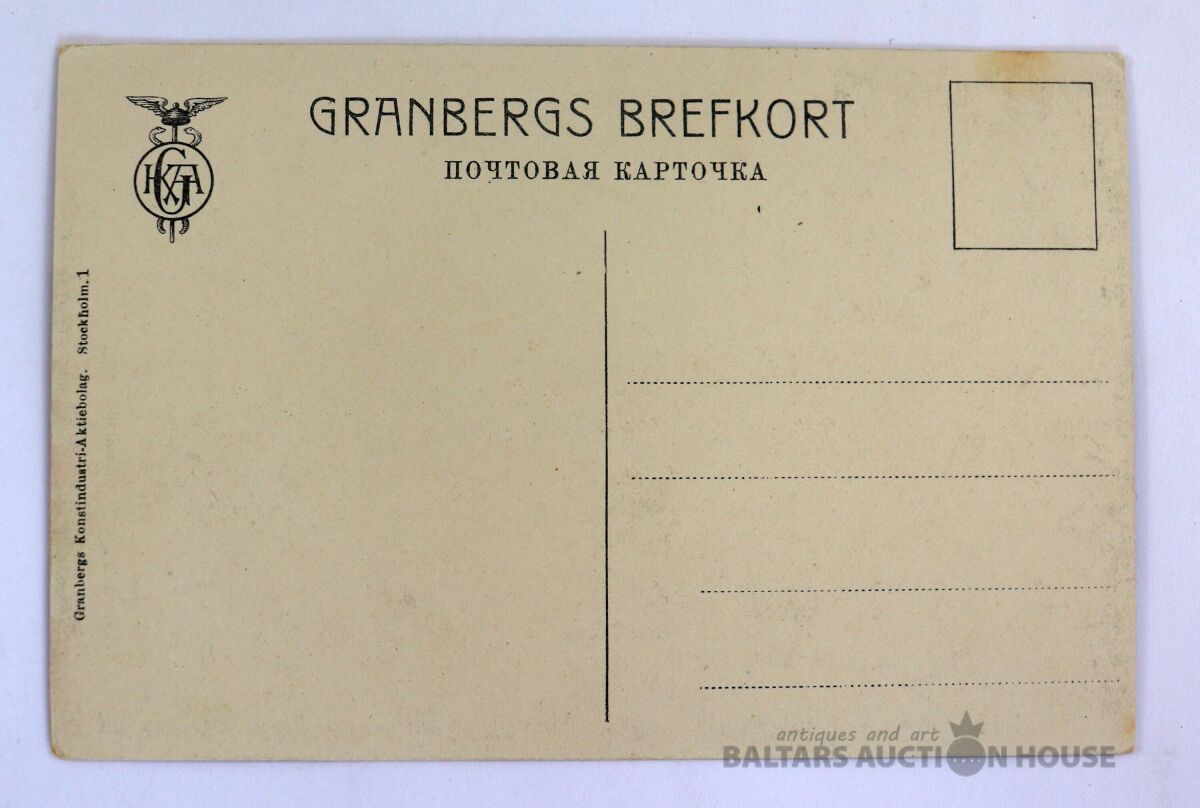 GRANBERGS BREFKORT
ПОЧТОВАЯ КАРТОЧКА
Granbergs Konstindustri-Aktiebolag. Stockholm. 1
antiques and art
BALTARS AUCTION HOUSE